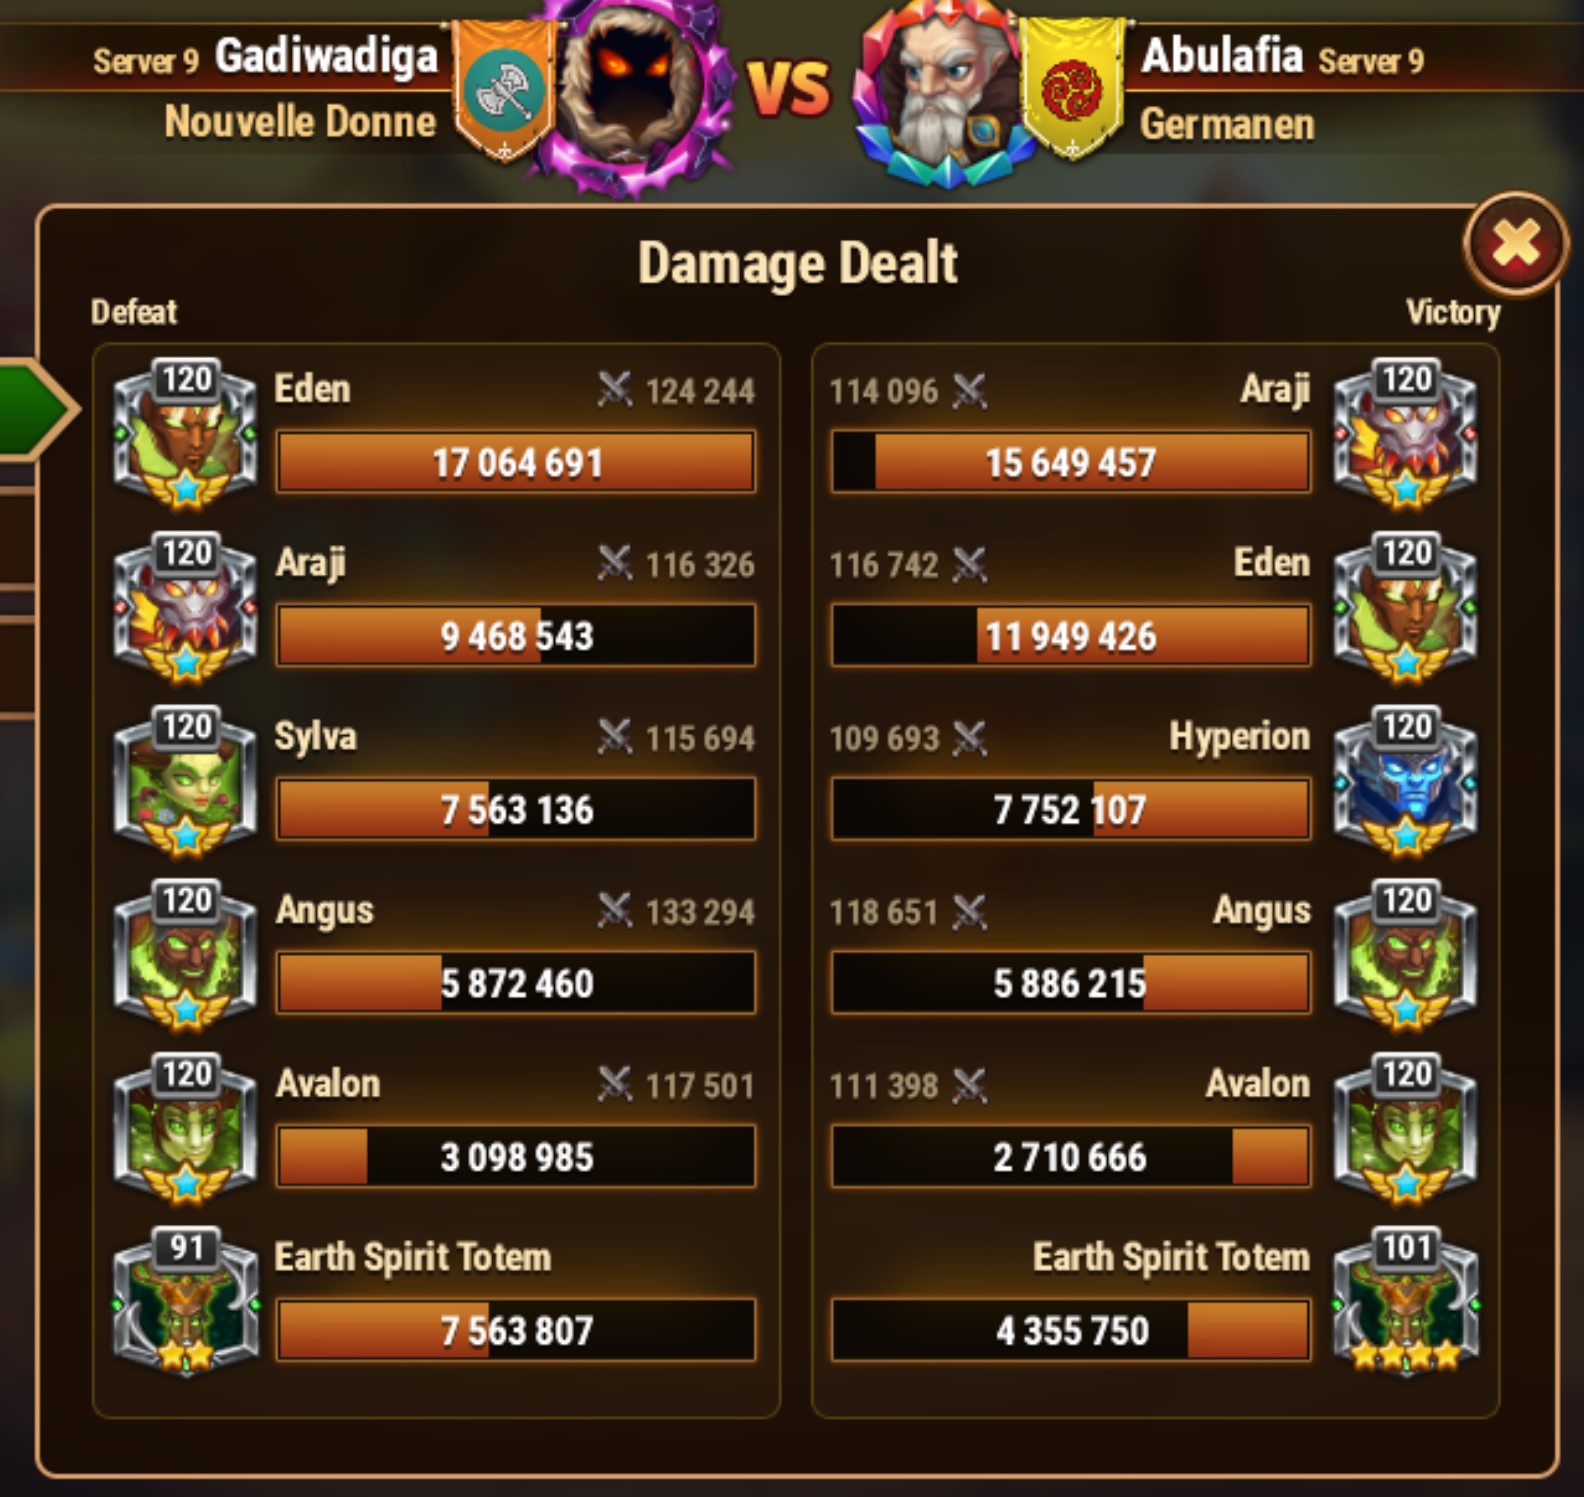 Server 9 Gadiwadiga VS Abulafia Server 9
Nouvelle Donne Germanen
Damage Dealt
Defeat Victory
120 Eden 124 244 114 096 Araji 120
17 064 691 15 649 457
120 Araji 116 326 116 742 Eden 120
9 468 543 11 949 426
120 Sylva 115 694 109 693 Hyperion 120
7 563 136 7 752 107
120 Angus 133 294 118 651 Angus 120
5 872 460 5 886 215
120 Avalon 117 501 111 398 Avalon 120
3 098 985 2 710 666
91 Earth Spirit Totem Earth Spirit Totem 101
7 563 807 4 355 750